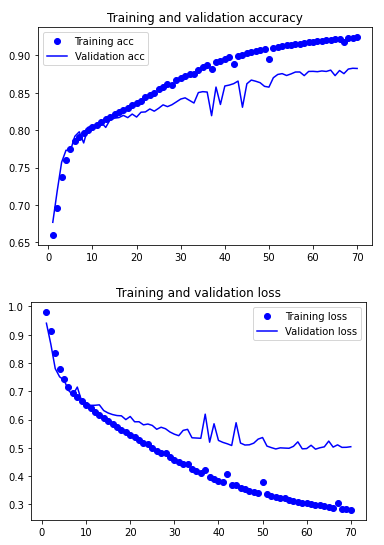 Training and validation accuracy
Training acc
Validation acc
0.90
0.85
0.80
0.75
0.70
0.65
0 10 20 30 40 50 60 70
Training and validation loss
1.0
Training loss
Validation loss
0.9
0.8
0.7
0.6
0.5
0.4
0.3
0 10 20 30 40 50 60 70